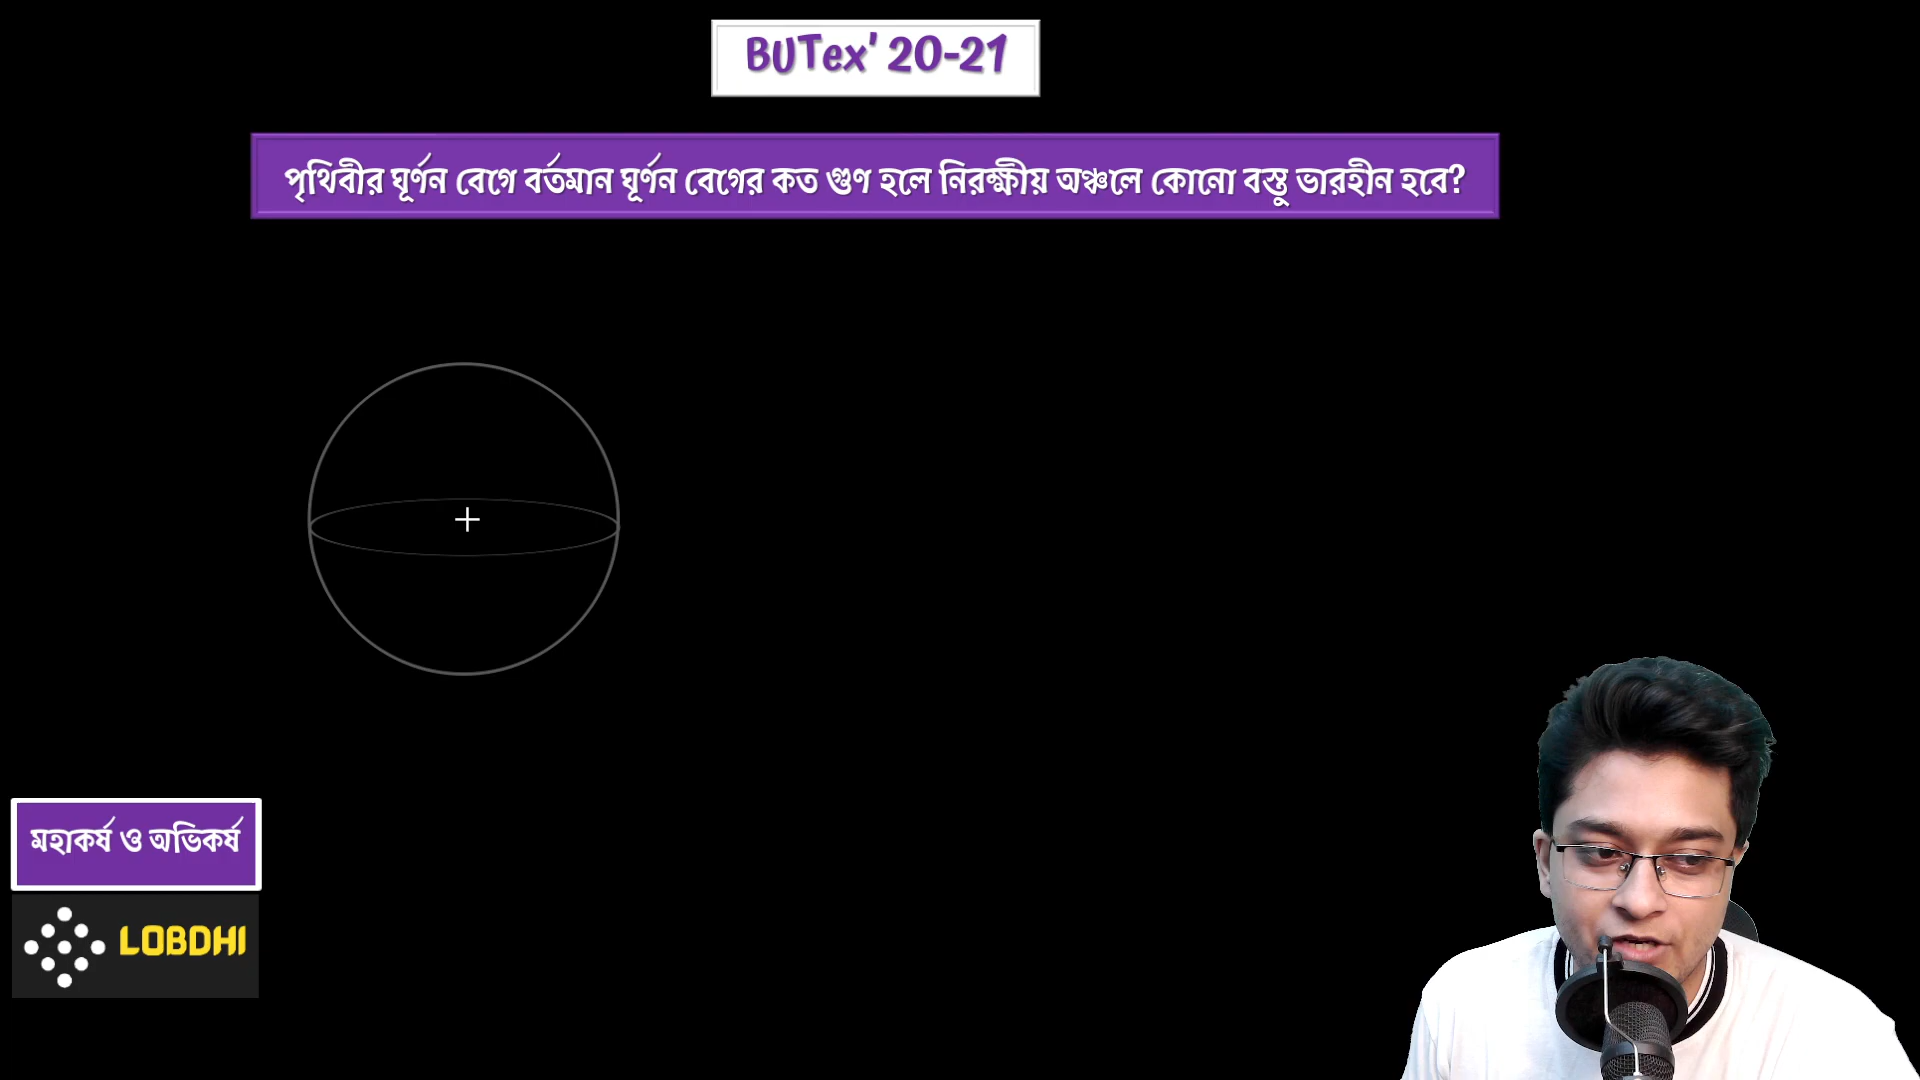 BUTex' 20-21
পৃথিবীর ঘূর্ণন বেগে বর্তমান ঘূর্ণন বেগের কত গুণ হলে নিরক্ষীয় অঞ্চলে কোনো বস্তু ভারহীন হবে?
মহাকর্ষ ও অভিকর্ষ
LOBDHI